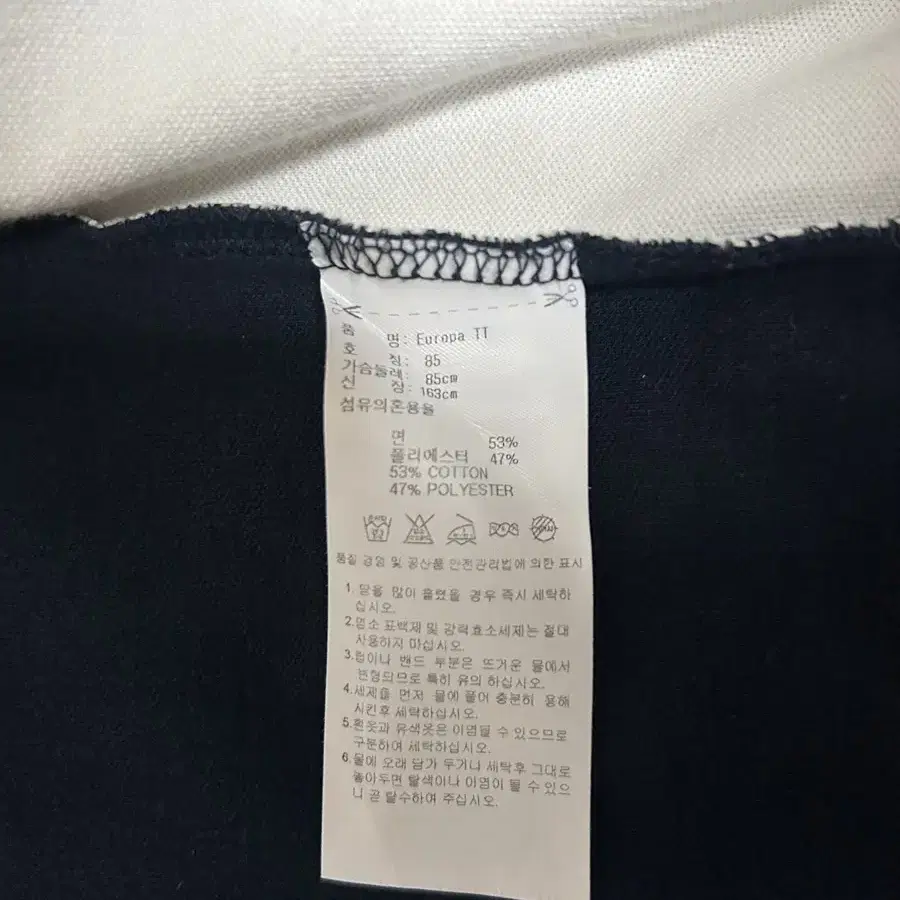 품 명: Europa TT
호 칭: 85
가슴둘레: 85cm
신 장: 163cm
섬유의혼용율
면 53%
폴리에스터 47%
53% COTTON
47% POLYESTER
품질 경영 및 공산품 안전관리법에 의한 표시
1. 땀을 많이 흘렸을 경우 즉시 세탁하
십시오.
2.염소 표백제 및 강력효소세제는 절대
사용하지 마십시오.
3.립이나 밴드 부분은 뜨거운 물에서
변형되므로 특히 유의 하십시오.
4.세제를 먼저 물에 풀어 충분히 용해
시킨후 세탁하십시오.
5.흰옷과 유색옷은 이염될 수 있으므로
구분하여 세탁하십시오.
6.물에 오래 담가 두거나 세탁후 그대로
놓아두면 탈색이나 이염이 될 수 있으
니 곧 탈수하여 주십시오.